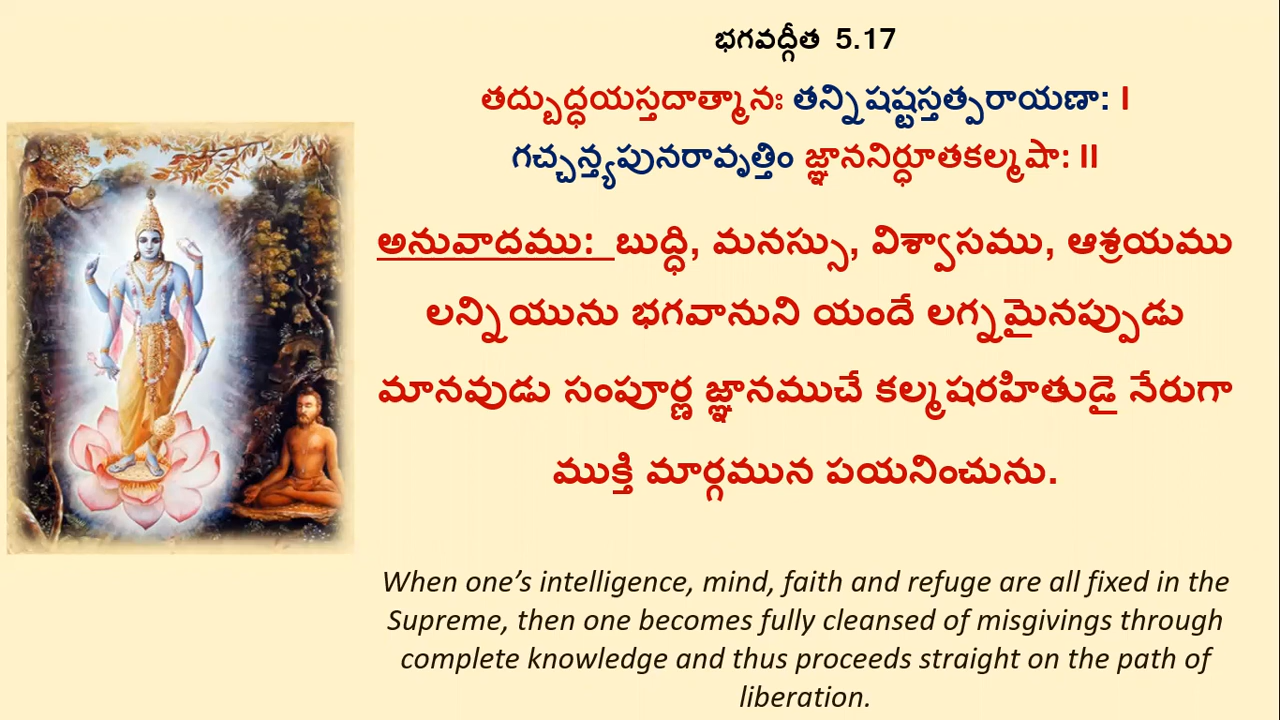 భగవద్గీత 5.17
తద్బుద్ధయస్తదాత్మానః తన్నిషష్టస్తత్పరాయణా: I
గచ్చన్త్యపునరావృత్తిం జ్ఞాననిర్ధూతకల్మషా: II
అనువాదము: బుద్ధి, మనస్సు, విశ్వాసము, ఆశ్రయము
లన్నియును భగవానుని యందే లగ్నమైనప్పుడు
మానవుడు సంపూర్ణ జ్ఞానముచే కల్మషరహితుడై నేరుగా
ముక్తి మార్గమున పయనించును.
When one’s intelligence, mind, faith and refuge are all fixed in the
Supreme, then one becomes fully cleansed of misgivings through
complete knowledge and thus proceeds straight on the path of
liberation.